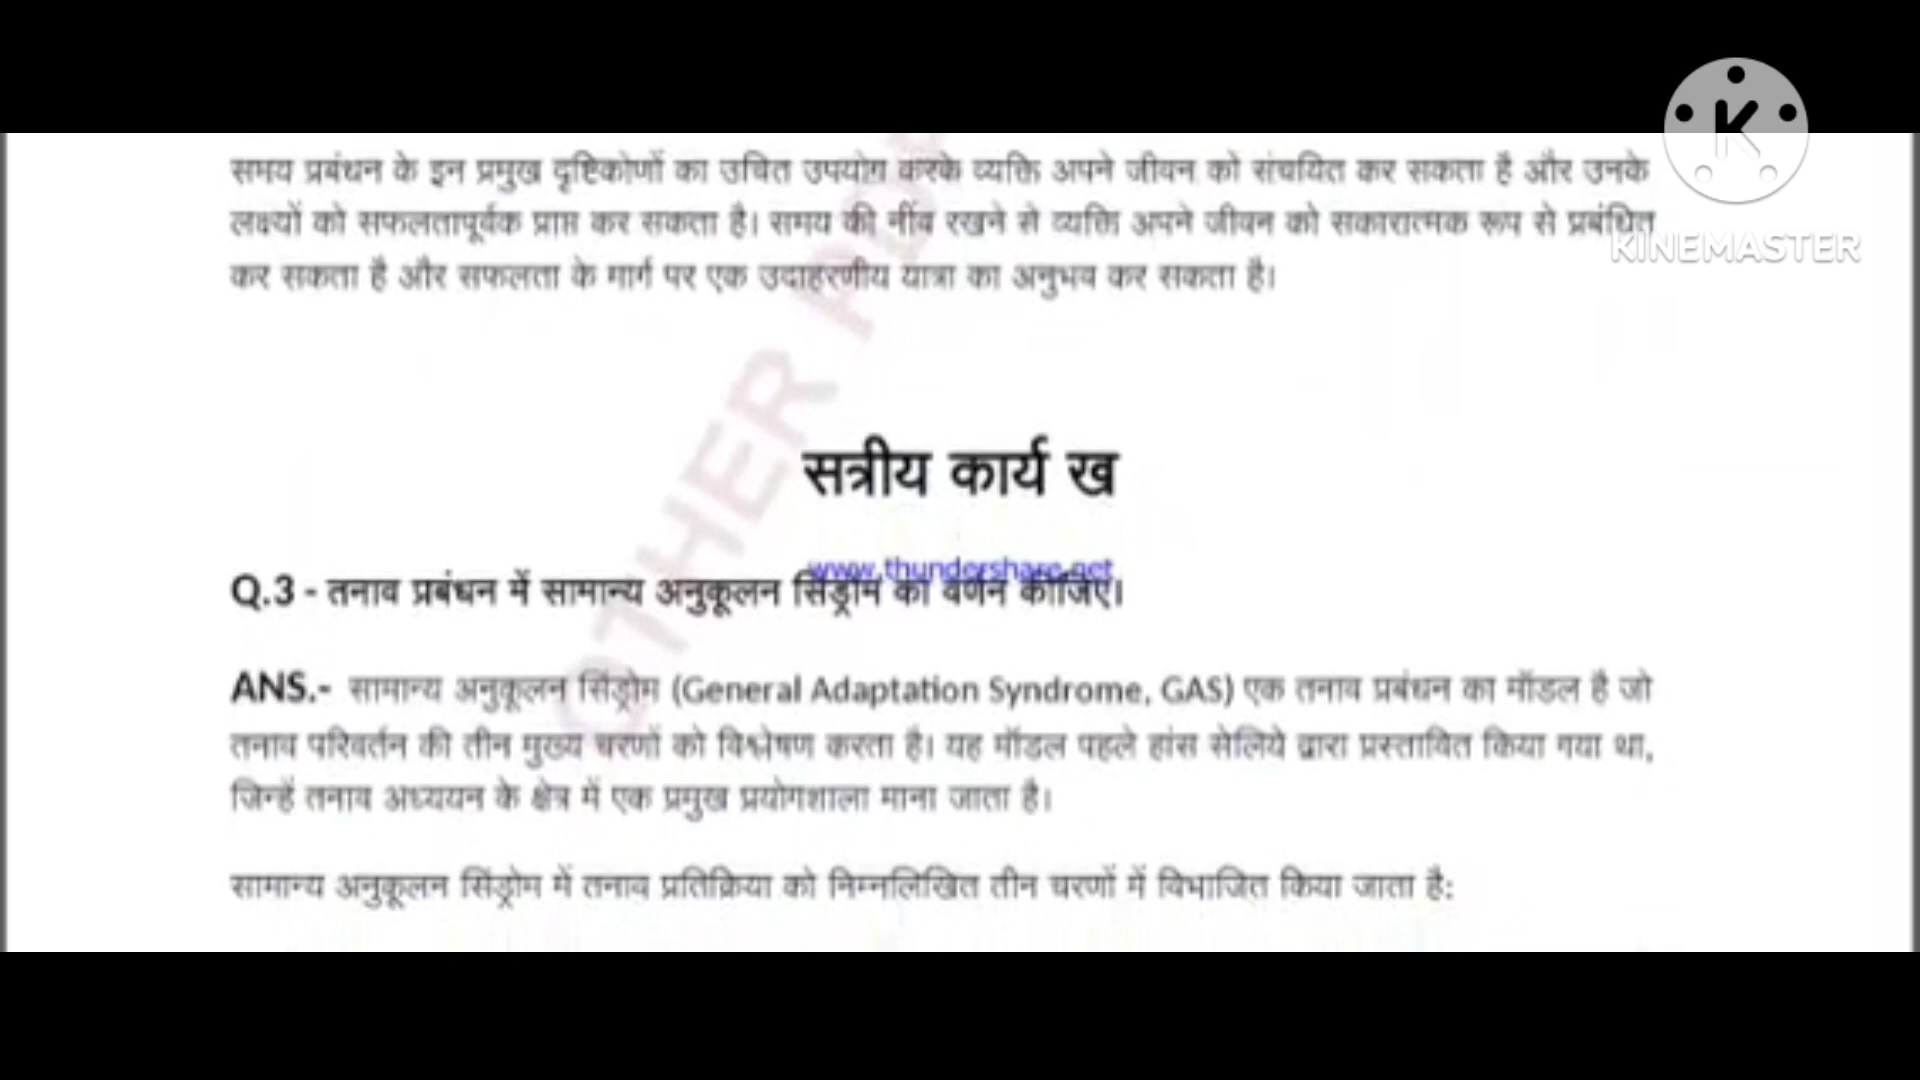 KINEMASTER
समय प्रबंधन के इन प्रमुख दृष्टिकोणों का उचित उपयोग करके व्यक्ति अपने जीवन को संचयित कर सकता है और उनके
लक्ष्यों को सफलतापूर्वक प्राप्त कर सकता है। समय की नींव रखने से व्यक्ति अपने जीवन को सकारात्मक रूप से प्रबंधित
कर सकता है और सफलता के मार्ग पर एक उदाहरणीय यात्रा का अनुभव कर सकता है।
OTHER
सत्रीय कार्य ख
www.thundershare.net
Q.3 - तनाव प्रबंधन में सामान्य अनुकूलन सिंड्रोम का वर्णन कीजिए।
ANS.- सामान्य अनुकूलन सिंड्रोम (General Adaptation Syndrome, GAS) एक तनाव प्रबंधन का मॉडल है जो
तनाव परिवर्तन की तीन मुख्य चरणों को विश्लेषण करता है। यह मॉडल पहले हांस सेलिये द्वारा प्रस्तावित किया गया था,
जिन्हें तनाव अध्ययन के क्षेत्र में एक प्रमुख प्रयोगशाला माना जाता है।
सामान्य अनुकूलन सिंड्रोम में तनाव प्रतिक्रिया को निम्नलिखित तीन चरणों में विभाजित किया जाता है: